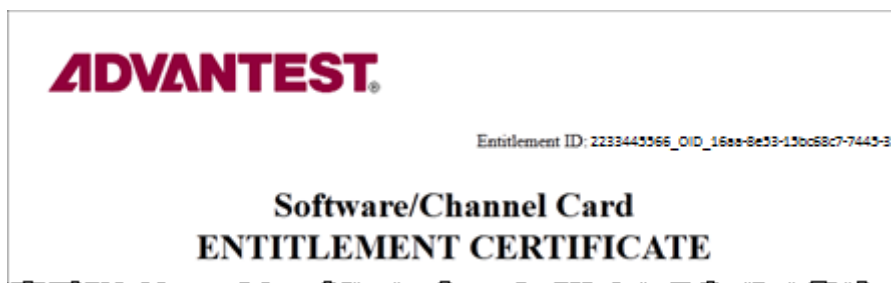 ADVANTEST®
Entitlement ID: 2233445566_OID_16aa-8e53-15bc68c7-7445-3
Software/Channel Card
ENTITLEMENT CERTIFICATE